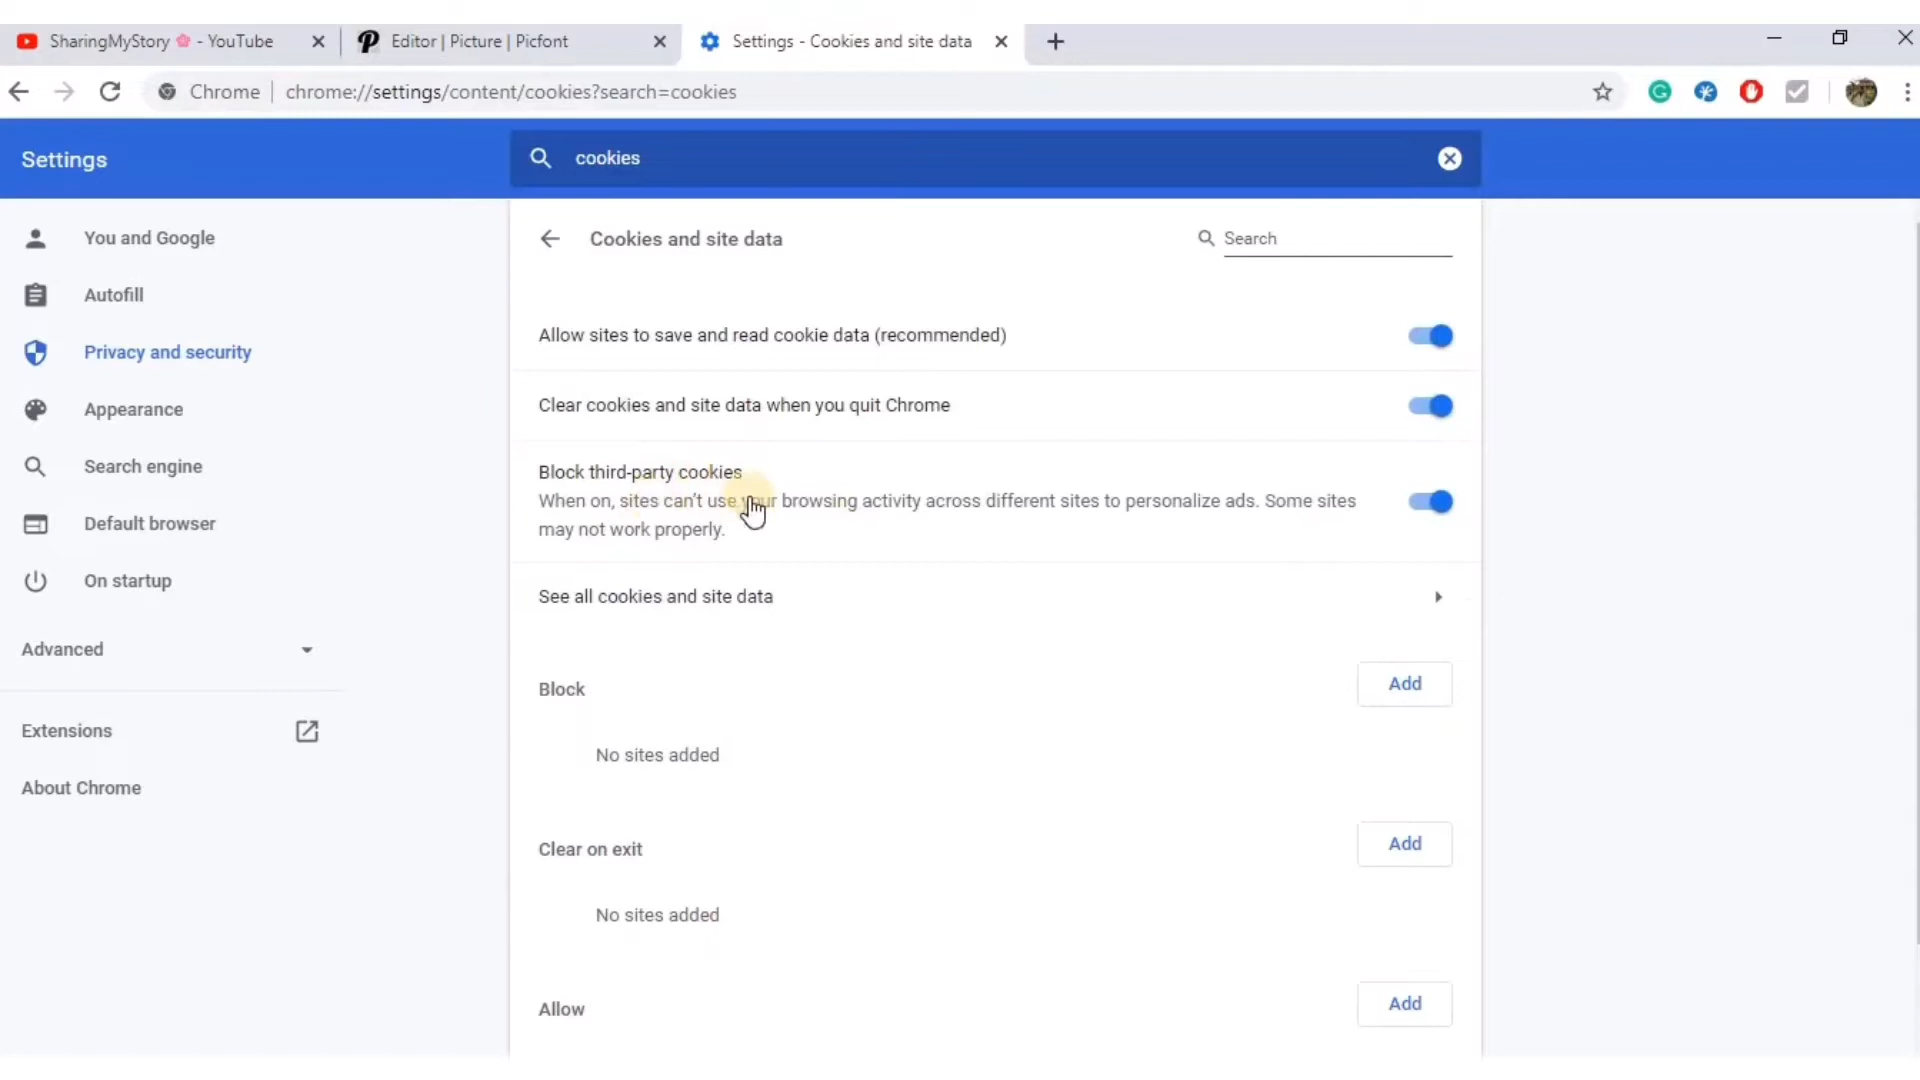 SharingMyStory 🌸 - YouTube
Editor | Picture | Picfont
Settings - Cookies and site data
Chrome
chrome://settings/content/cookies?search=cookies
Settings
cookies
You and Google
Autofill
Privacy and security
Appearance
Search engine
Default browser
On startup
Advanced
Extensions
About Chrome
Cookies and site data
Search
Allow sites to save and read cookie data (recommended)
Clear cookies and site data when you quit Chrome
Block third-party cookies
When on, sites can't use your browsing activity across different sites to personalize ads. Some sites
may not work properly.
See all cookies and site data
Block
Add
No sites added
Clear on exit
Add
No sites added
Allow
Add